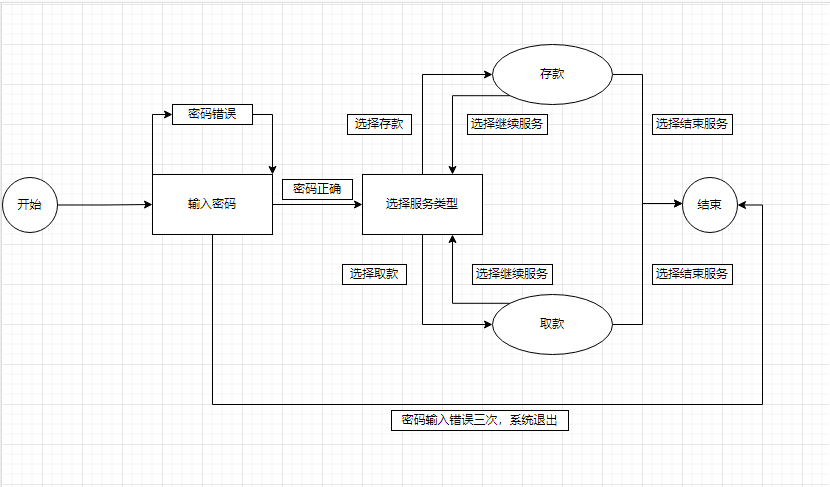 存款
密码错误
选择存款
选择继续服务
选择结束服务
密码正确
开始
输入密码
选择服务类型
结束
选择取款
选择继续服务
选择结束服务
取款
密码输入错误三次，系统退出